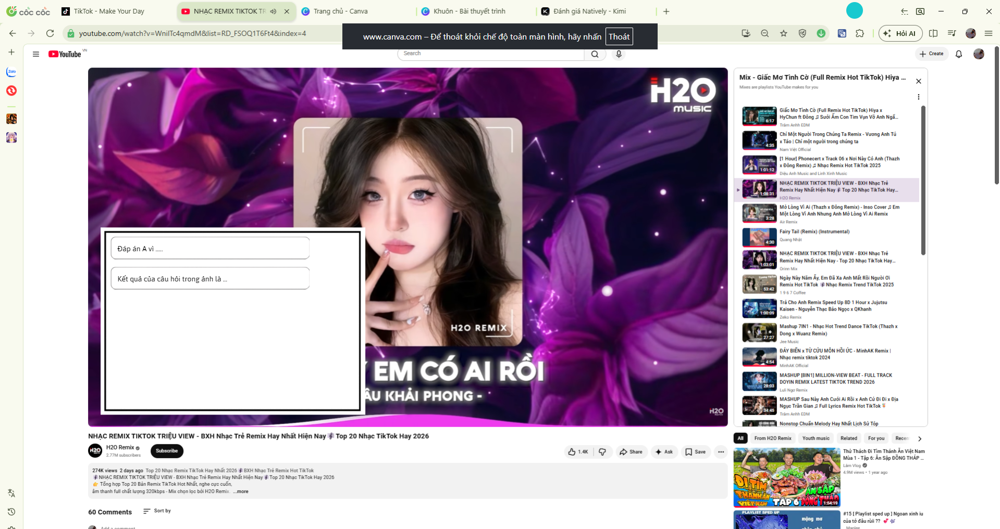 cốc cốc
TikTok - Make Your Day
NHẠC REMIX TIKTOK TR
Trang chủ - Canva
Khuôn - Bài thuyết trình
Đánh giá Natively - Kimi
youtube.com/watch?v=WnilTc4qmdM&list=RD_FSOQ1T6Ft4&index=4
www.canva.com – Để thoát khỏi chế độ toàn màn hình, hãy nhấn Thoát
Hỏi AI
Zalo
YouTube VN
Search
Create
H2O
MUSIC
H2O REMIX
Đáp án A vì .....
Kết quả của câu hỏi trong ảnh là ...
EM CÓ AI RỒI
ÂU KHẢI PHONG -
H2O
Mix - Giấc Mơ Tình Cờ (Full Remix Hot TikTok) Hiya ...
Mixes are playlists YouTube makes for you
6:17
Giấc Mơ Tình Cờ (Full Remix Hot TikTok) Hiya x
HyChun ft Đông ♫ Sưởi Ấm Con Tim Vụn Vỡ Anh Ngã...
Trâm Anhh EDM
4:35
Chỉ Một Người Trong Chúng Ta Remix - Vương Anh Tú
x Táo | Chỉ một người trong chúng ta
Nam Việt Official
1:01:12
[1 Hour] Phonecert x Track 06 x Nơi Này Có Anh (Thazh
x Đông Remix) ♫ Nhạc Remix Hot TikTok 2025
Diệu Anh Music and Linh Xinh Music
1:08:31
NHẠC REMIX TIKTOK TRIỆU VIEW - BXH Nhạc Trẻ
Remix Hay Nhất Hiện Nay Top 20 Nhạc TikTok Hay...
H2O Remix
3:28
Mở Lòng Vì Ai (Thazh x Đông Remix) - Inso Cover ♫ Em
Một Lòng Vì Anh Nhưng Anh Mở Lòng Vì Ai Remix
Air Remix
4:30
Fairy Tail (Remix) (Instrumental)
Quang Nhật
1:03:01
NHẠC REMIX TIKTOK TRIỆU VIEW - BXH Nhạc Trẻ
Remix Hay Nhất Hiện Nay - Top 20 Nhạc TikTok Hay...
Orinn Mix
53:42
Ngày Này Năm Ấy, Em Đã Xa Anh Mất Rồi Người Ơi
Remix Hot TikTok Nhạc Remix Trend TikTok 2025
1 9 6 7 Coffee
1:00:09
Trả Cho Anh Remix Speed Up 8D 1 Hour x Jujutsu
Kaisen - Nguyễn Thạc Bảo Ngọc x QKhanh
Zeko Remix
27:27
Mashup 7IN1 - Nhạc Hot Trend Dance TikTok (Thazh x
Dong x Wuanz Remix)
Jee Music
4:54
ĐÁY BIỂN x TỪ CỬU MÔN HỒI ỨC - MinhAK Remix |
Nhạc remix tiktok 2024
MinhAK Official
28:03
MASHUP [8IN1] MILLION-VIEW BEAT - FULL TRACK
DOYIN REMIX LATEST TIKTOK TREND 2026
Luli Ngơ Remix
34:45
MASHUP Sau Này Anh Cưới Ai Rồi x Anh Cứ Đi Đi x Địa
Ngục Trần Gian ♫ Full Lyrics Remix Hot TikTok
Trâm Anhh EDM
Nonstop Chuẩn Melody Hay Nhất Lịch Sử Tóp
NHẠC REMIX TIKTOK TRIỆU VIEW - BXH Nhạc Trẻ Remix Hay Nhất Hiện Nay Top 20 Nhạc TikTok Hay 2026
H2O
H2O Remix
2.77M subscribers
Subscribe
1.4K
Share
Ask
Save
274K views 2 days ago Top 20 Nhạc Remix TikTok Hay Nhất 2026 BXH Nhạc Trẻ Remix Hot TikTok
NHẠC REMIX TIKTOK TRIỆU VIEW - BXH Nhạc Trẻ Remix Hay Nhất Hiện Nay Top 20 Nhạc TikTok Hay 2026
👉 Tổng hợp Top 20 Bản Remix TikTok Hot Nhất, nghe cực cuốn,
âm thanh full chất lượng 320kbps - Mix chọn lọc bởi H2O Remix. ...more
60 Comments
Sort by
Add a comment
All
From H2O Remix
Youth music
Related
For you
Recen
ĐI TÌM
THÁNH ĂN
VIỆT NAM
TẬP 6
ĂN SẬP
ĐỒNG THÁP
1:54:19
Thử Thách Đi Tìm Thánh Ăn Việt Nam
Mùa 1 - Tập 6: Ăn Sập ĐỒNG THÁP ...
Lâm Vlog
4.9M views • 1 year ago
PLAYLIST SPED UP
mộng mơ
#15 [ Playlist sped up ] Ngoan xinh iu
của tớ đâu rùii ?? 💞🎶